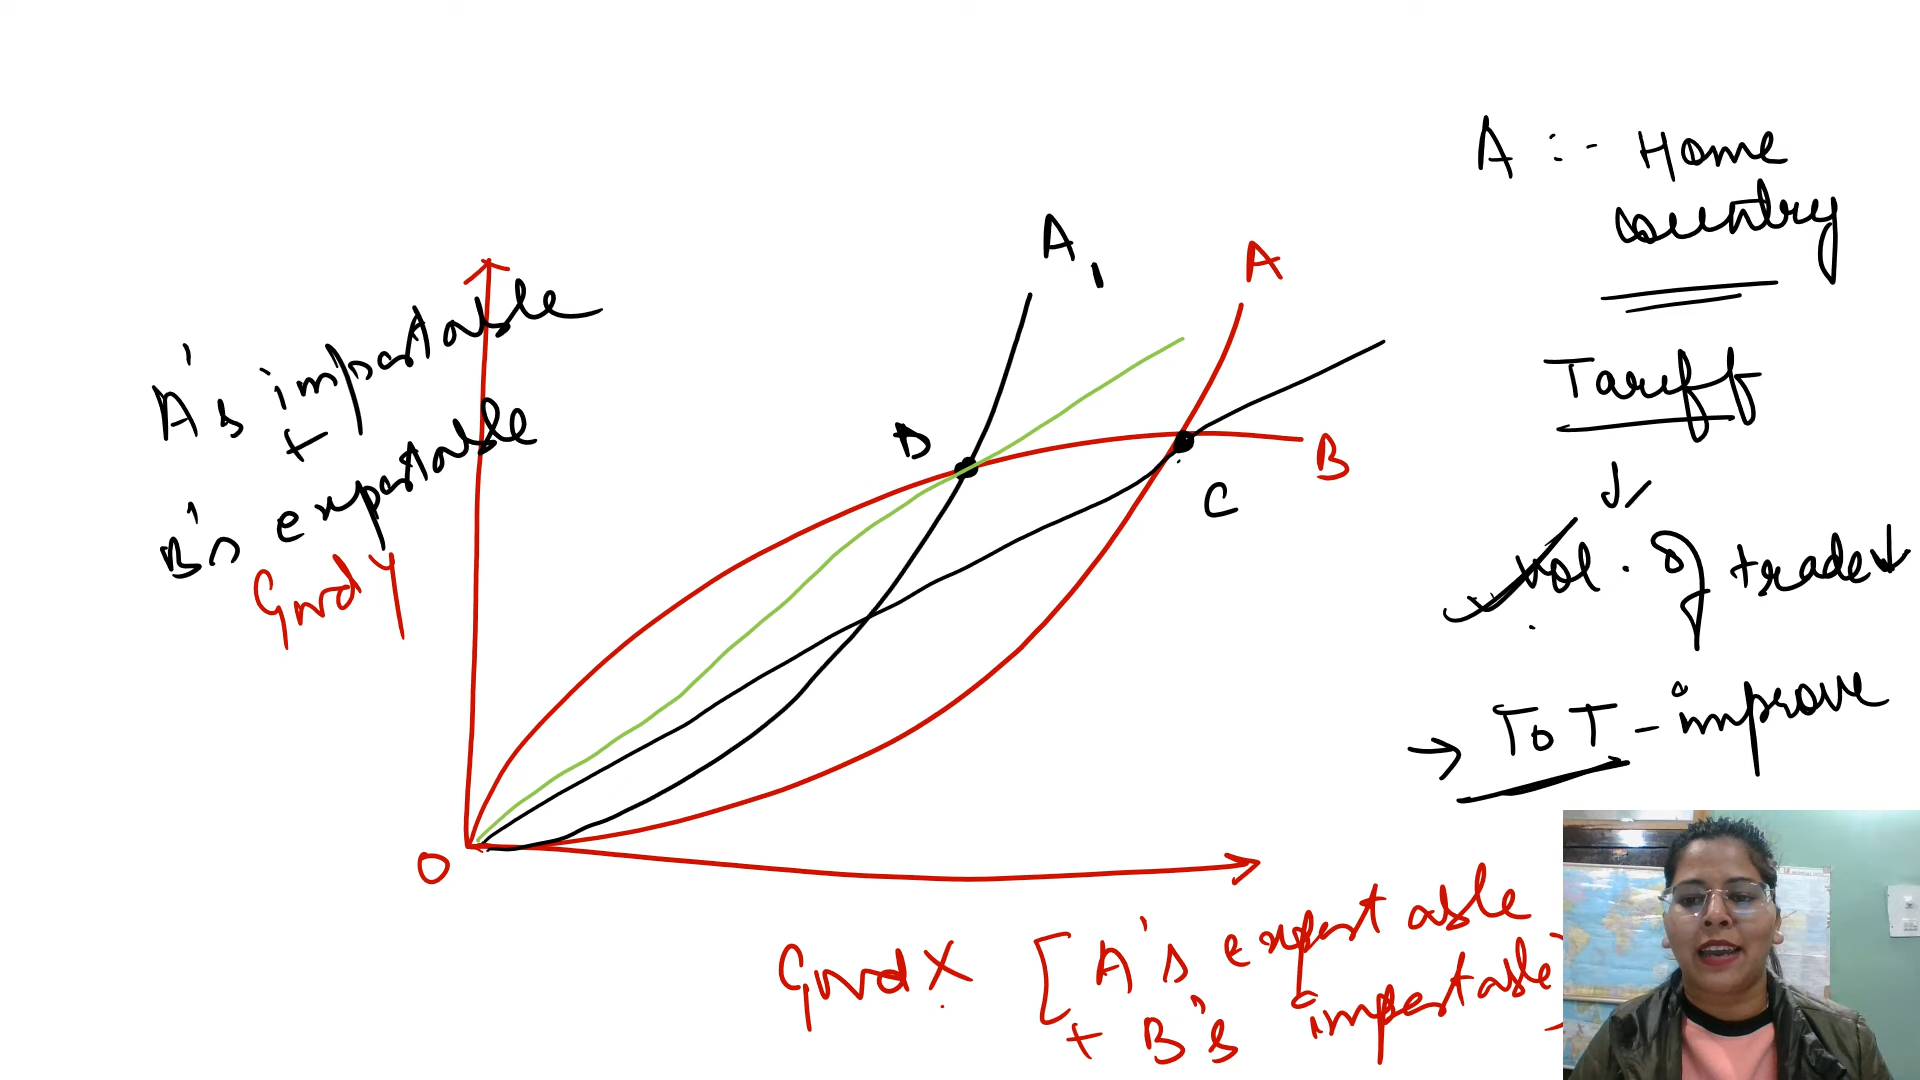 A :- Home
country
Tariff
↓
Vol. of trade↓
→ ToT - improve
A's importable
+
B's exportable
Good Y
A1
A
D
B
C
O
Good X [A's exportable
+ B's importable]